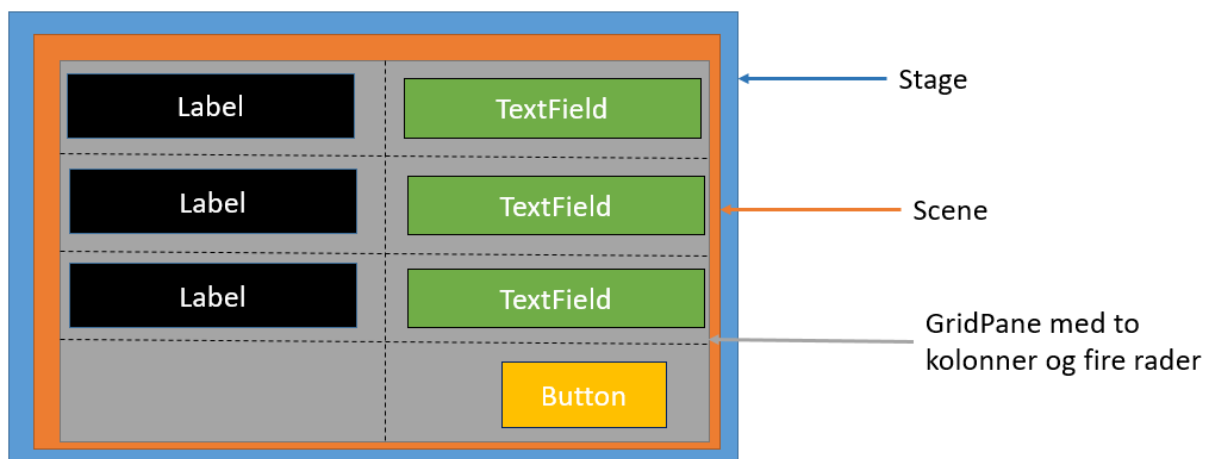 Label
TextField
Stage
Label
TextField
Scene
Label
TextField
GridPane med to
kolonner og fire rader
Button